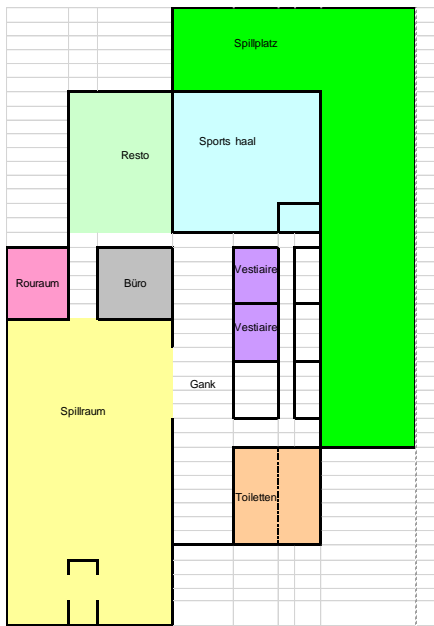 Spillplatz
Sports haal
Resto
Vestiaire
Rouraum
Büro
Vestiaire
Gank
Spillraum
Toiletten